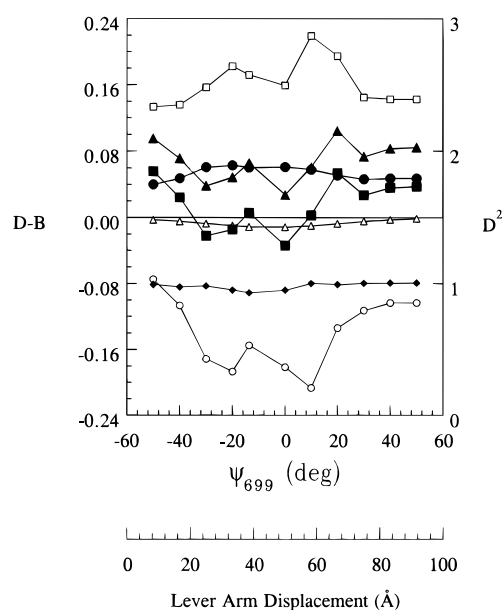 0.24
0.16
0.08
0.00
-0.08
-0.16
-0.24
D-B
3
2
1
0
D²
-60 -40 -20 0 20 40 60
ψ₆₉₉ (deg)
0 20 40 60 80 100
Lever Arm Displacement (Å)